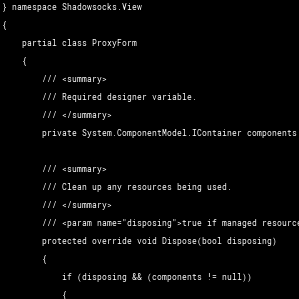 } namespace Shadowsocks.View
{
partial class ProxyForm
{
/// <summary>
/// Required designer variable.
/// </summary>
private System.ComponentModel.IContainer components
/// <summary>
/// Clean up any resources being used.
/// </summary>
/// <param name="disposing">true if managed resource
protected override void Dispose(bool disposing)
{
if (disposing && (components != null))
{